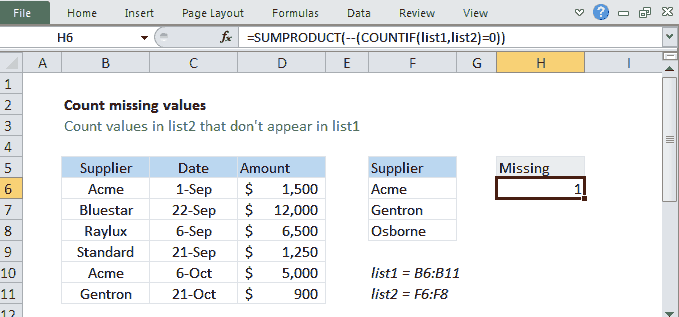 File Home Insert Page Layout Formulas Data Review View
H6 fx =SUMPRODUCT(--(COUNTIF(list1,list2)=0))
A B C D E F G H I
1
2 Count missing values
3 Count values in list2 that don't appear in list1
4
5 Supplier Date Amount Supplier Missing
6 Acme 1-Sep $ 1,500 Acme 1
7 Bluestar 22-Sep $ 12,000 Gentron
8 Raylux 6-Sep $ 6,500 Osborne
9 Standard 21-Sep $ 1,250
10 Acme 6-Oct $ 5,000 list1 = B6:B11
11 Gentron 21-Oct $ 900 list2 = F6:F8
12